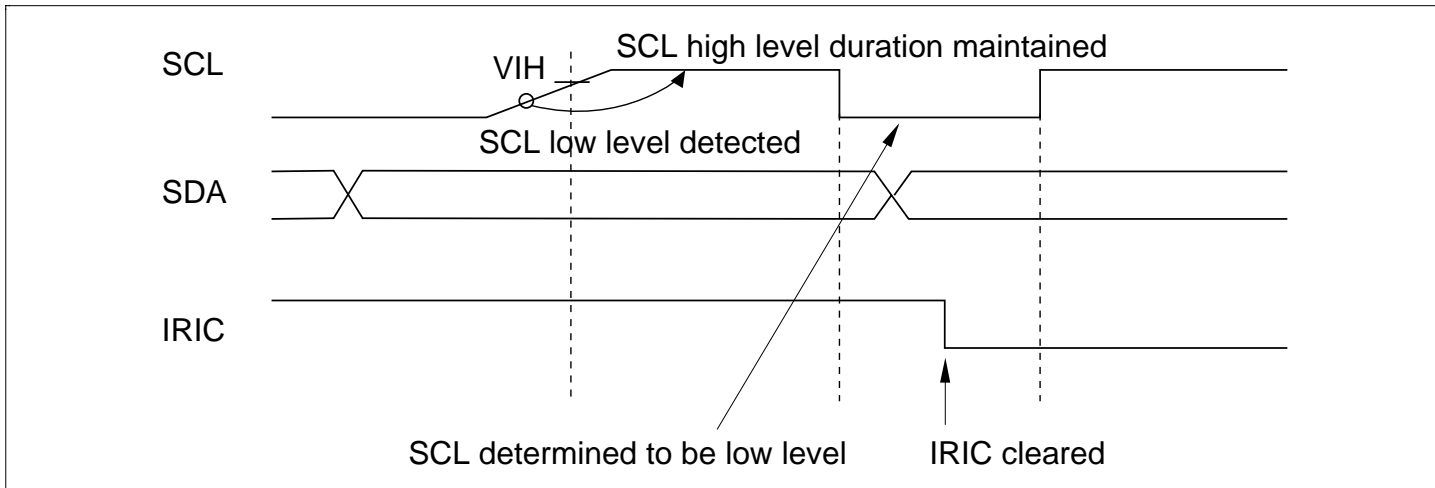 SCL high level duration maintained
SCL
VIH
SCL low level detected
SDA
IRIC
SCL determined to be low level
IRIC cleared